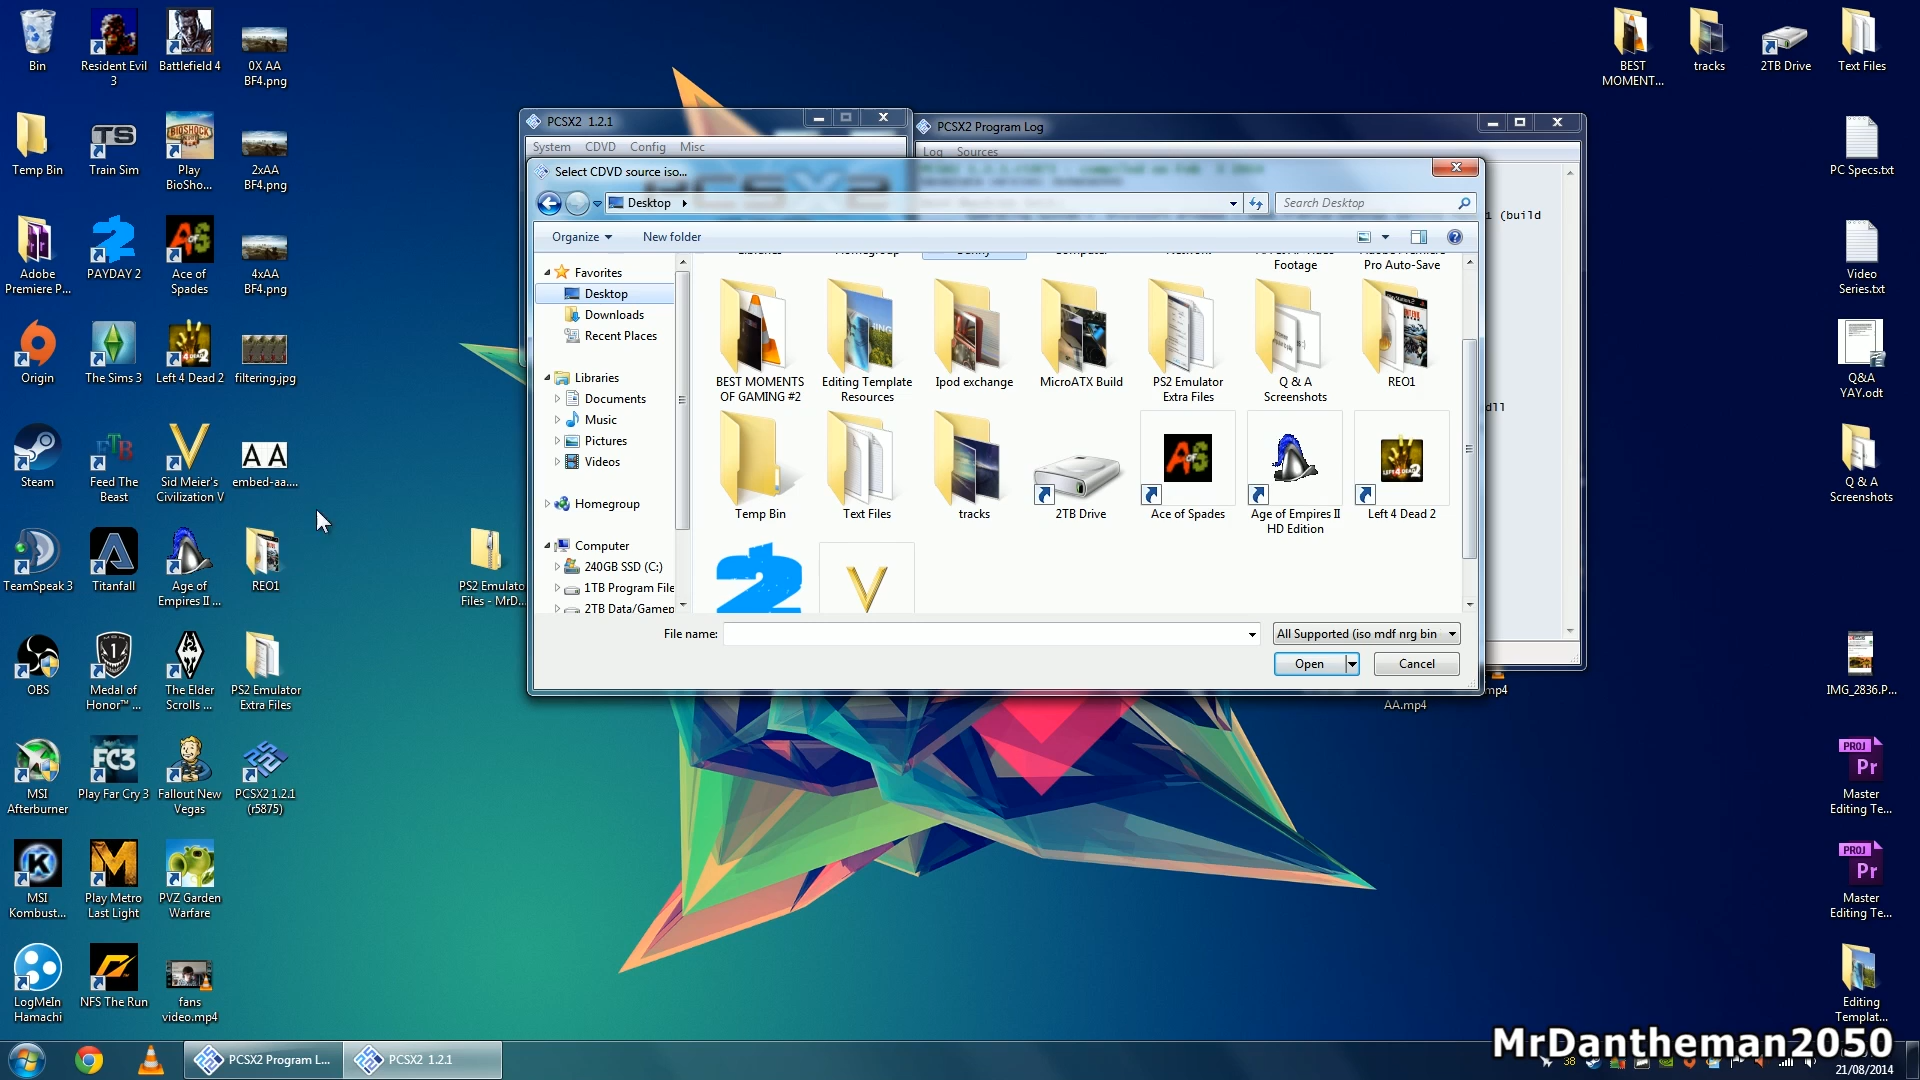 Bin
Resident Evil
3
Battlefield 4
0X AA
BF4.png
BEST
MOMENT...
tracks
2TB Drive
Text Files
Temp Bin
Train Sim
Play
BioSho...
2xAA
BF4.png
PC Specs.txt
Adobe
Premiere P...
PAYDAY 2
Ace of
Spades
4xAA
BF4.png
Video
Series.txt
Origin
The Sims 3
Left 4 Dead 2
filtering.jpg
Q&A
YAY.odt
Steam
Feed The
Beast
Sid Meier's
Civilization V
AA
embed-aa....
Q & A
Screenshots
TeamSpeak 3
Titanfall
Age of
Empires II ...
REO1
PS2 Emulato
Files - MrD...
OBS
Medal of
Honor™ ...
The Elder
Scrolls ...
PS2 Emulator
Extra Files
IMG_2836.P...
MSI
Afterburner
FC3
Play Far Cry 3
Fallout New
Vegas
PCSX2 1.2.1
(r5875)
PROJ
Pr
Master
Editing Te...
MSI
Kombust...
Play Metro
Last Light
PVZ Garden
Warfare
PROJ
Pr
Master
Editing Te...
LogMeIn
Hamachi
NFS The Run
fans
video.mp4
Editing
Templat...
PCSX2 1.2.1
System CDVD Config Misc
PCSX2 Program Log
Log Sources
1 (build
dll
mp4
AA.mp4
Select CDVD source iso...
Desktop
Search Desktop
Organize
New folder
Favorites
Desktop
Downloads
Recent Places
Libraries
Documents
Music
Pictures
Videos
Homegroup
Computer
240GB SSD (C:)
1TB Program File
2TB Data/Gamep
Footage
Pro Auto-Save
BEST MOMENTS
OF GAMING #2
Editing Template
Resources
Ipod exchange
MicroATX Build
PS2 Emulator
Extra Files
Q & A
Screenshots
REO1
Temp Bin
Text Files
tracks
2TB Drive
Ace of Spades
Age of Empires II
HD Edition
Left 4 Dead 2
File name:
All Supported (iso mdf nrg bin
Open
Cancel
PCSX2 Program L...
PCSX2 1.2.1
MrDantheman2050
38
21/08/2014